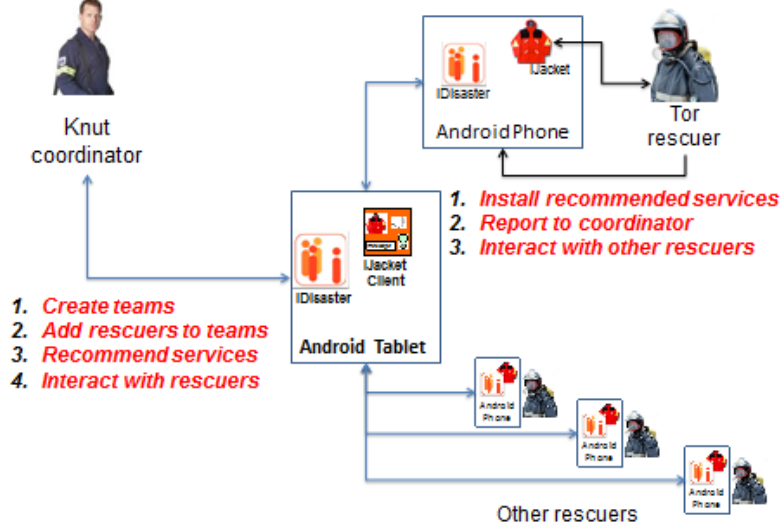 Knut
coordinator
IDIsaster
IJacket
Android Phone
Tor
rescuer
1. Install recommended services
2. Report to coordinator
3. Interact with other rescuers
IDIsaster
IJacket
Client
Android Tablet
1. Create teams
2. Add rescuers to teams
3. Recommend services
4. Interact with rescuers
Android
Phone
Android
Phone
Android
Phone
Other rescuers